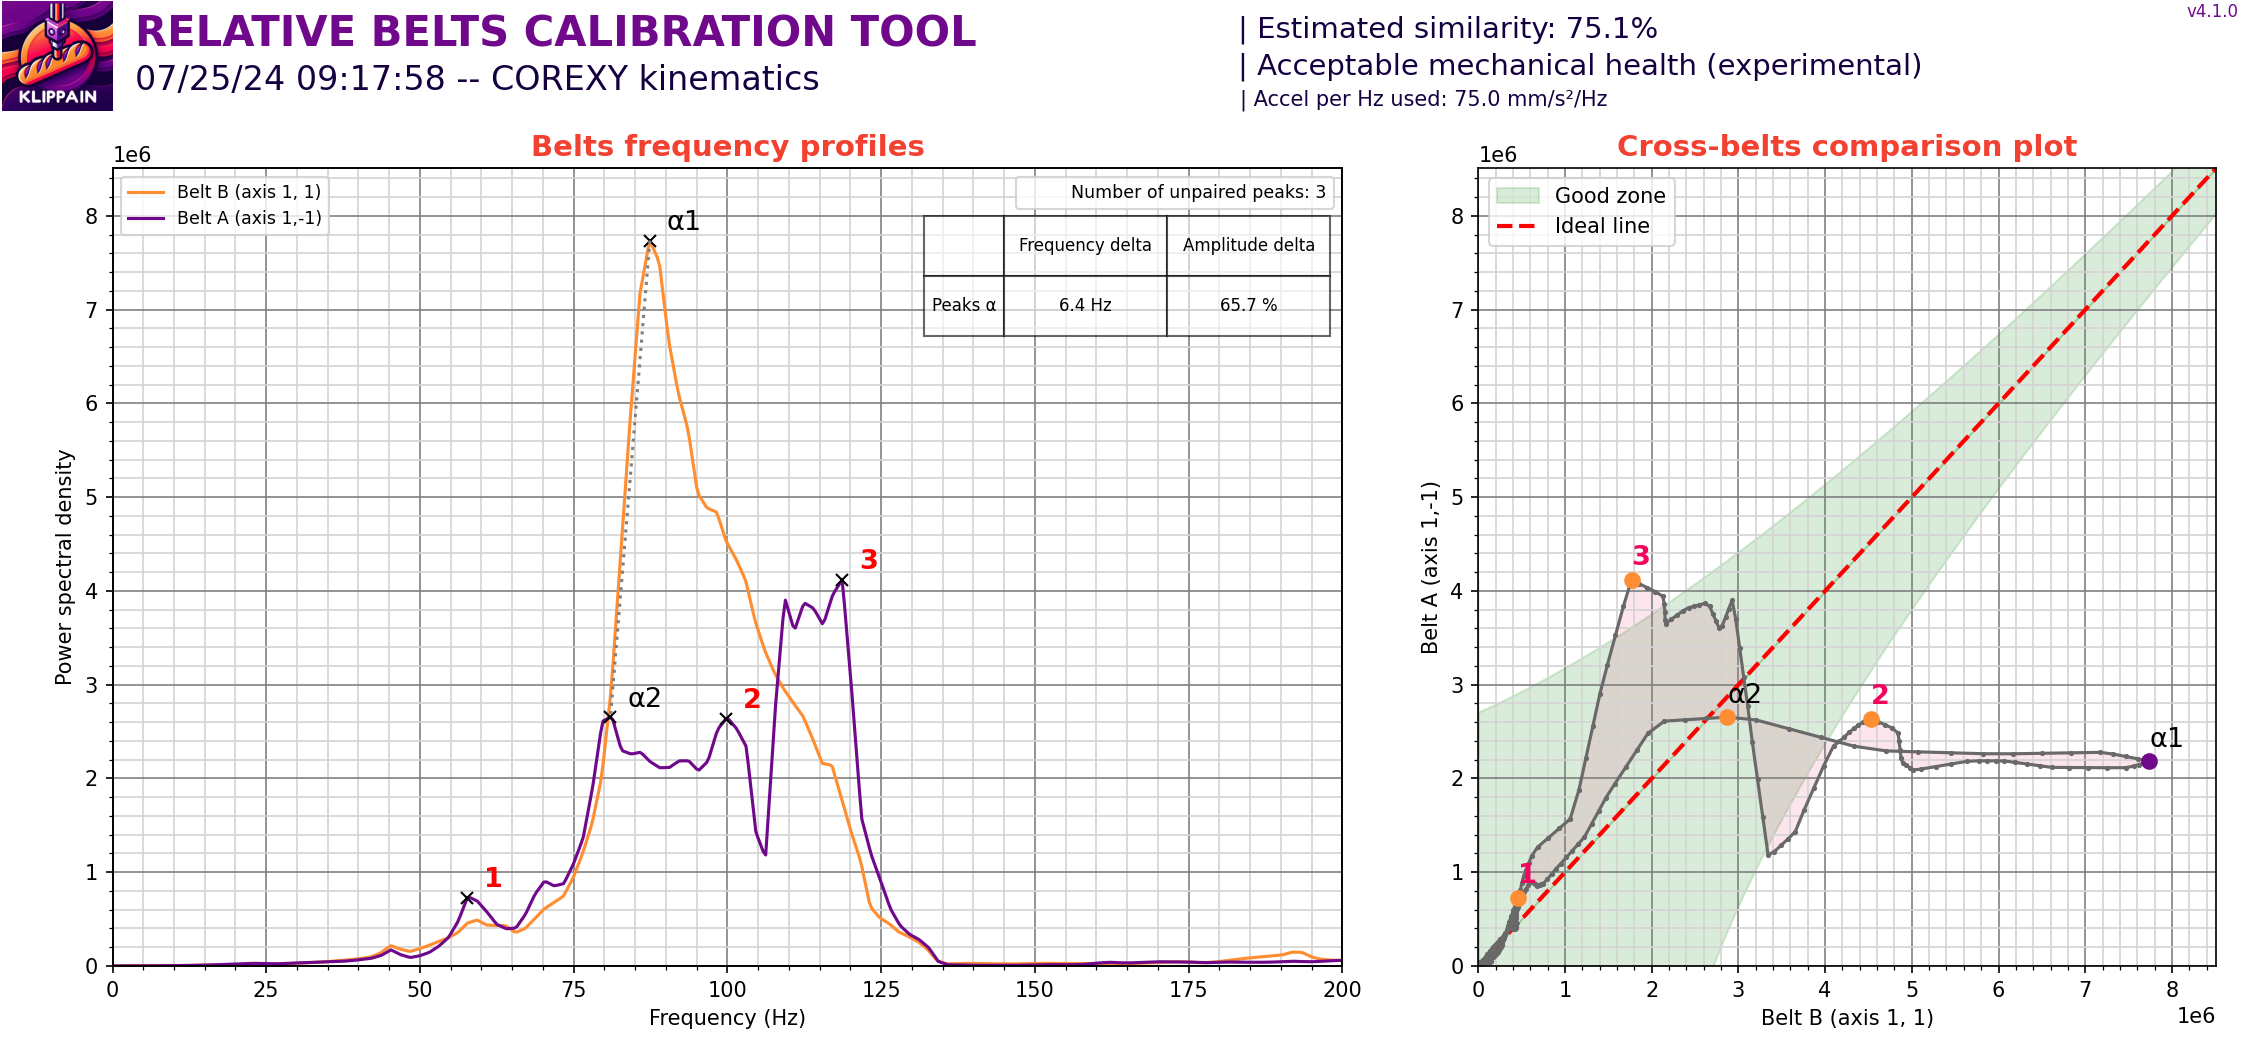 KLIPPAIN
RELATIVE BELTS CALIBRATION TOOL
07/25/24 09:17:58 -- COREXY kinematics
| Estimated similarity: 75.1%
| Acceptable mechanical health (experimental)
| Accel per Hz used: 75.0 mm/s²/Hz
v4.1.0
Belts frequency profiles
1e6
Belt B (axis 1, 1)
Belt A (axis 1,-1)
Number of unpaired peaks: 3
Frequency delta
Amplitude delta
Peaks α
6.4 Hz
65.7 %
α1
α2
1
2
3
8
7
6
5
4
3
2
1
0
Power spectral density
0
25
50
75
100
125
150
175
200
Frequency (Hz)
Cross-belts comparison plot
1e6
Good zone
Ideal line
3
α2
2
α1
1
8
7
6
5
4
3
2
1
0
Belt A (axis 1,-1)
0
1
2
3
4
5
6
7
8
Belt B (axis 1, 1)
1e6